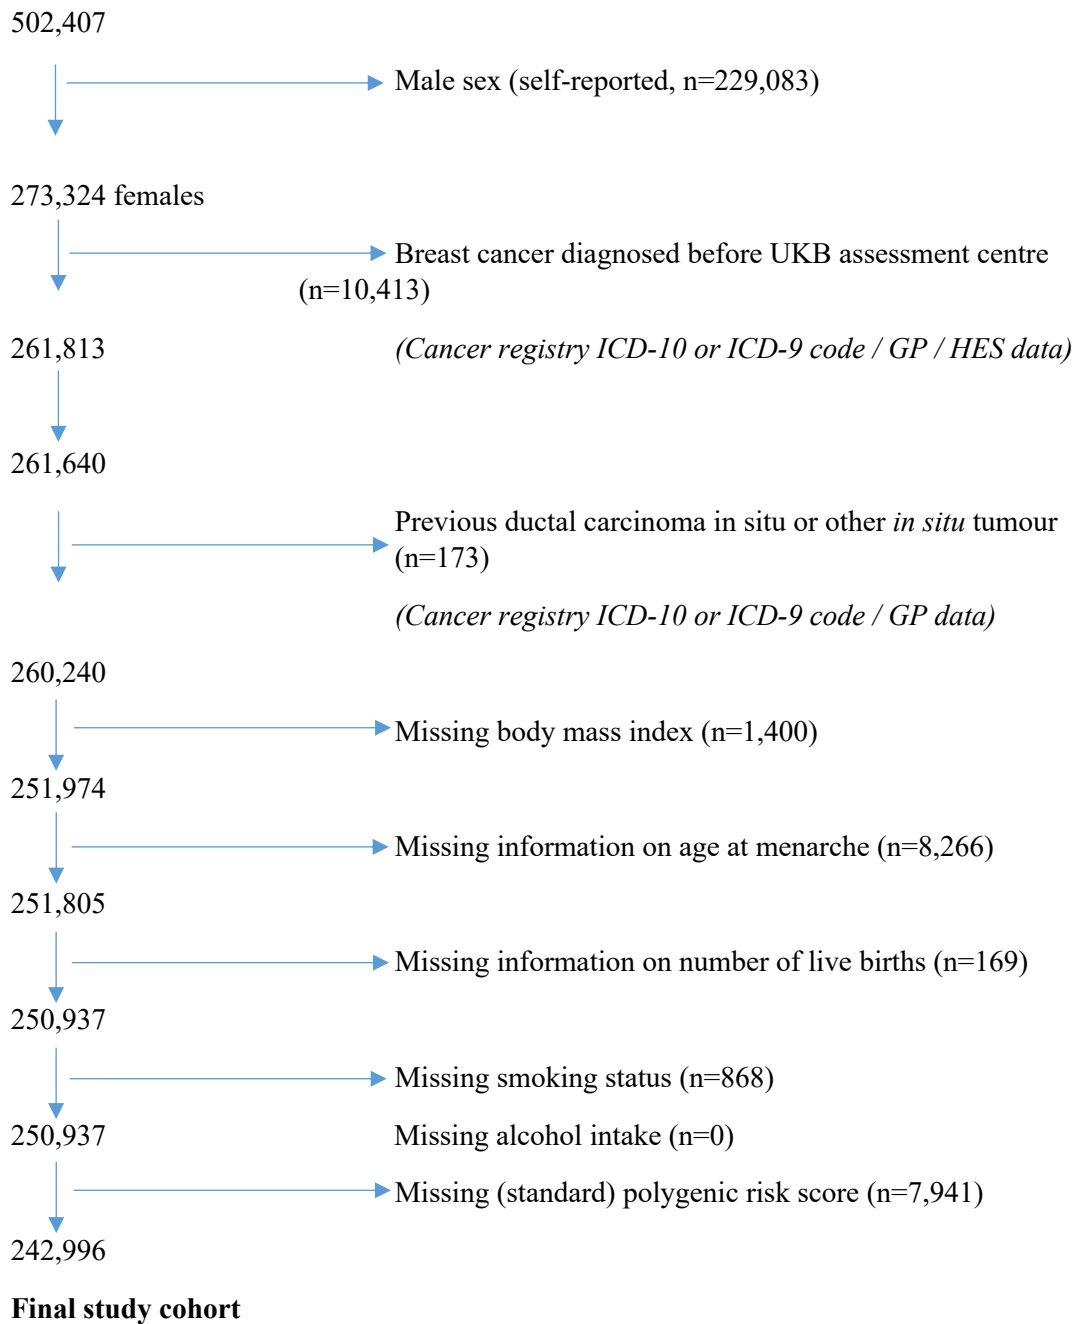 502,407
Male sex (self-reported, n=229,083)
273,324 females
Breast cancer diagnosed before UKB assessment centre
(n=10,413)
261,813
(Cancer registry ICD-10 or ICD-9 code / GP / HES data)
261,640
Previous ductal carcinoma in situ or other in situ tumour
(n=173)
(Cancer registry ICD-10 or ICD-9 code / GP data)
260,240
Missing body mass index (n=1,400)
251,974
Missing information on age at menarche (n=8,266)
251,805
Missing information on number of live births (n=169)
250,937
Missing smoking status (n=868)
250,937
Missing alcohol intake (n=0)
Missing (standard) polygenic risk score (n=7,941)
242,996
Final study cohort